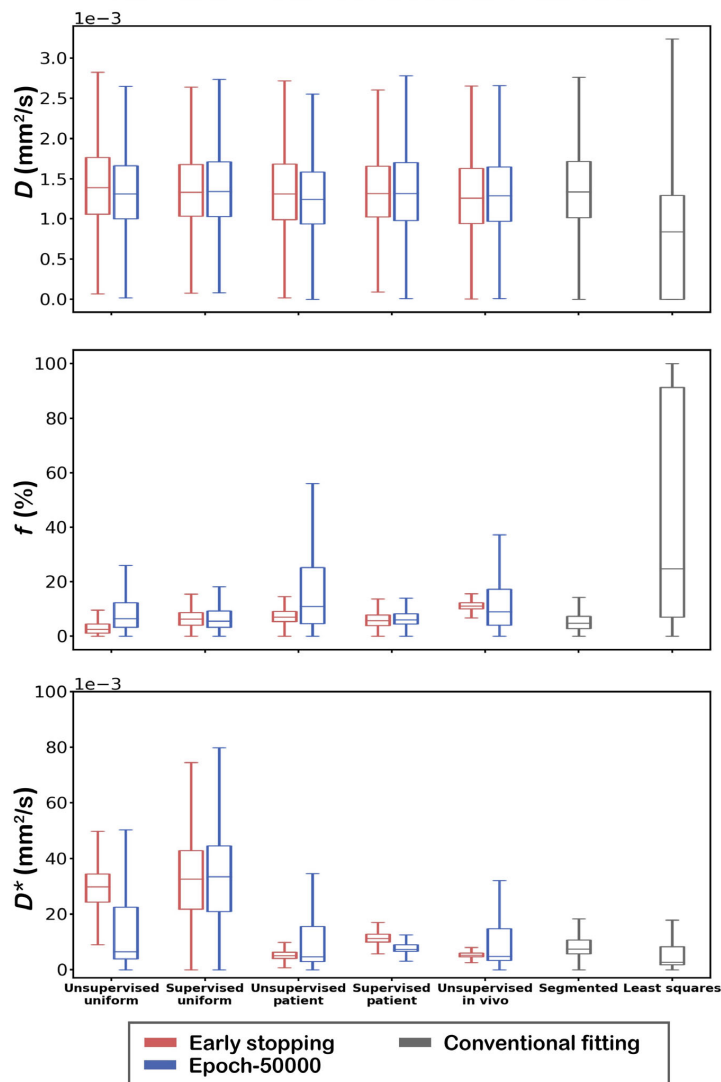 1e−3
D (mm²/s)
3.0
2.5
2.0
1.5
1.0
0.5
0.0
f (%)
100
80
60
40
20
0
1e−3
D* (mm²/s)
100
80
60
40
20
0
Unsupervised uniform
Supervised uniform
Unsupervised patient
Supervised patient
Unsupervised in vivo
Segmented
Least squares
Early stopping
Epoch-50000
Conventional fitting